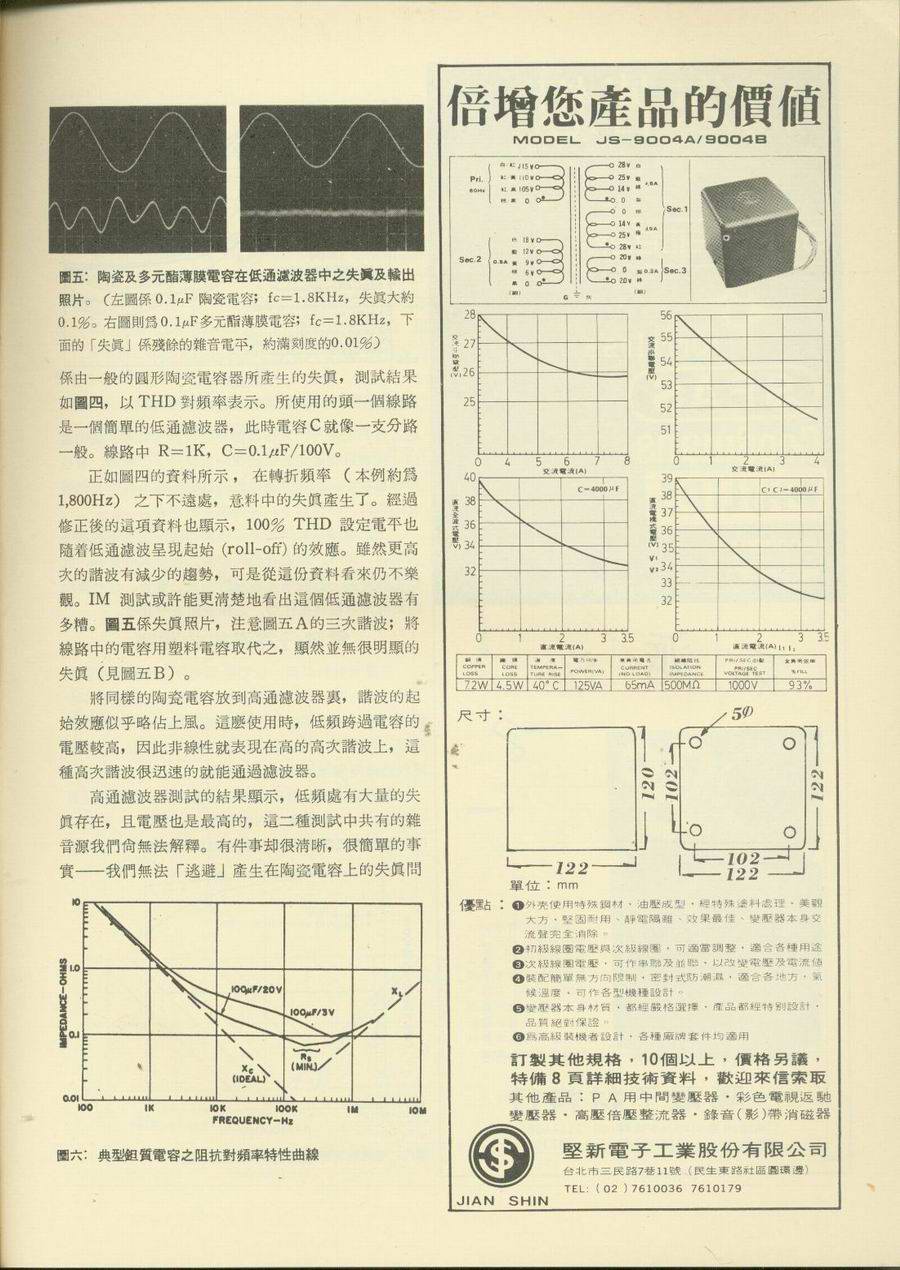 圖五: 陶瓷及多元酯薄膜電容在低通濾波器中之失眞及輸出
照片。(左圖係 0.1μF 陶瓷電容; fc=1.8KHz, 失眞大約
0.1%。右圖則爲0.1μF多元酯薄膜電容; fc=1.8KHz, 下
面的「失眞」係殘餘的雜音電平, 約滿刻度的0.01%)
係由一般的圓形陶瓷電容器所產生的失眞, 測試結果
如圖四, 以 THD 對頻率表示。所使用的頭一個線路
是一個簡單的低通濾波器, 此時電容C就像一支分路
一般。線路中 R=1K, C=0.1μF/100V。
正如圖四的資料所示, 在轉折頻率 (本例約爲
1,800Hz) 之下不遠處, 意料中的失眞產生了。經過
修正後的這項資料也顯示, 100% THD 設定電平也
隨着低通濾波呈現起始 (roll-off) 的效應。雖然更高
次的諧波有減少的趨勢, 可是從這份資料看來仍不樂
觀。IM 測試或許能更清楚地看出這個低通濾波器有
多糟。圖五係失眞照片, 注意圖五A的三次諧波; 將
線路中的電容用塑料電容取代之, 顯然並無很明顯的
失眞 (見圖五B) 。
將同樣的陶瓷電容放到高通濾波器裏, 諧波的起
始效應似乎略佔上風。這麼使用時, 低頻跨過電容的
電壓較高, 因此非線性就表現在高的高次諧波上, 這
種高次諧波很迅速的就能通過濾波器。
高通濾波器測試的結果顯示, 低頻處有大量的失
眞存在, 且電壓也是最高的, 這二種測試中共有的雜
音源我們尙無法解釋。有件事却很清晰, 很簡單的事
實——我們無法「逃避」產生在陶瓷電容上的失眞問
IMPEDANCE-OHMS
10
1.0
0.1
0.01
100μF/20V
100μF/3V
XL
RS
(MIN.)
XC
(IDEAL)
100 1K 10K 100K 1M 10M
FREQUENCY-Hz
圖六: 典型鉭質電容之阻抗對頻率特性曲線
倍增您產品的價值
MODEL JS-9004A/9004B
Pri.
60Hz
115V
110V
105V
0
Sec.2
0.8A
18V
12V
9V
6V
0
G
28V
25V
14V
0
0
14V
25V
28V
Sec.1
20V
0
20V
0.5A Sec.3
28
27
26
25
0 4 5 6 7 8
交流電流(A)
56
55
54
53
52
51
(V)
0 1 2 3 4
交流電流(A)
40
38
36
34
32
C=4000μF
0 1 2 3 3.5
直流電流(A)
39
38
37
36
35
34
33
32
C1 C2=4000μF
0 1 2 3 3.5
直流電流(A)
COPPER LOSS
CORE LOSS
TEMPERATURE RISE
POWER(VA)
CURRENT (NO LOAD)
ISOLATION IMPEDANCE
PRI/SEC VOLTAGE TEST
7.2W 4.5W 40°C 125VA 65mA 500MΩ 1000V 93%
尺寸:
5Φ
120
122
102
122
102
122
單位:mm
優點:❶外壳使用特殊鋼材、油壓成型、經特殊塗料處理、美觀
大方、堅固耐用、靜電隔離、效果最佳、變壓器本身交
流聲完全消除。
❷初級線圈電壓與次級線圈,可適當調整,適合各種用途
❸次級線圈電壓,可作串聯及並聯,以改變電壓及電流値
❹裝配簡單無方向限制,密封式防潮濕,適合各地方,氣
候溫度,可作各型機種設計。
❺變壓器本身材質,都經嚴格選擇,產品都經特別設計,
品質絕對保證。
❻爲高級裝機者設計,各種廠牌套件均適用
訂製其他規格,10個以上,價格另議,
特備8頁詳細技術資料,歡迎來信索取
其他產品:PA用中間變壓器・彩色電視返馳
變壓器・高壓倍壓整流器・錄音(影)帶消磁器
堅新電子工業股份有限公司
台北市三民路7巷11號(民生東路社區圓環邊)
TEL:(02)7610036 7610179
JIAN SHIN